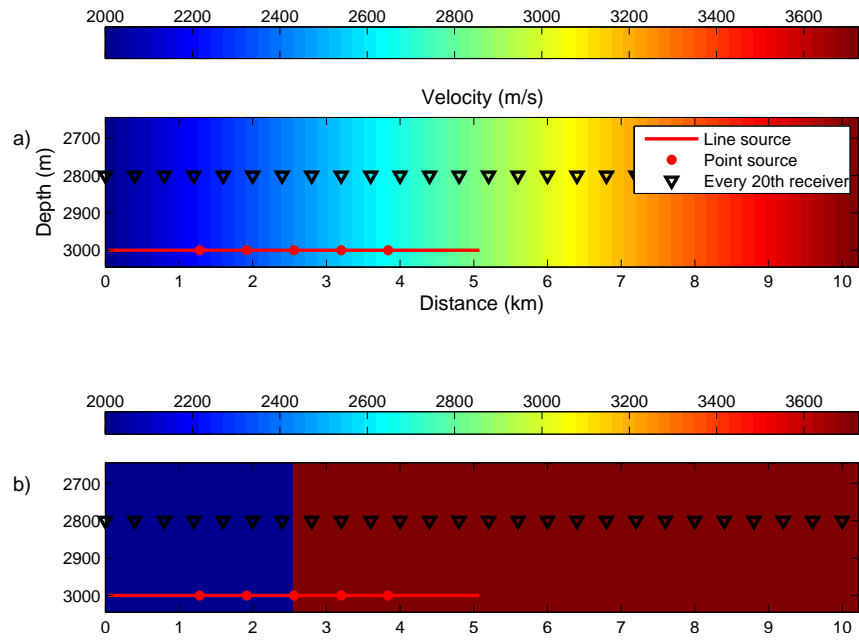 2000 2200 2400 2600 2800 3000 3200 3400 3600
Velocity (m/s)
a)
Depth (m)
2700
2800
2900
3000
Line source
Point source
Every 20th receiver
0 1 2 3 4 5 6 7 8 9 10
Distance (km)
2000 2200 2400 2600 2800 3000 3200 3400 3600
b)
2700
2800
2900
3000
0 1 2 3 4 5 6 7 8 9 10